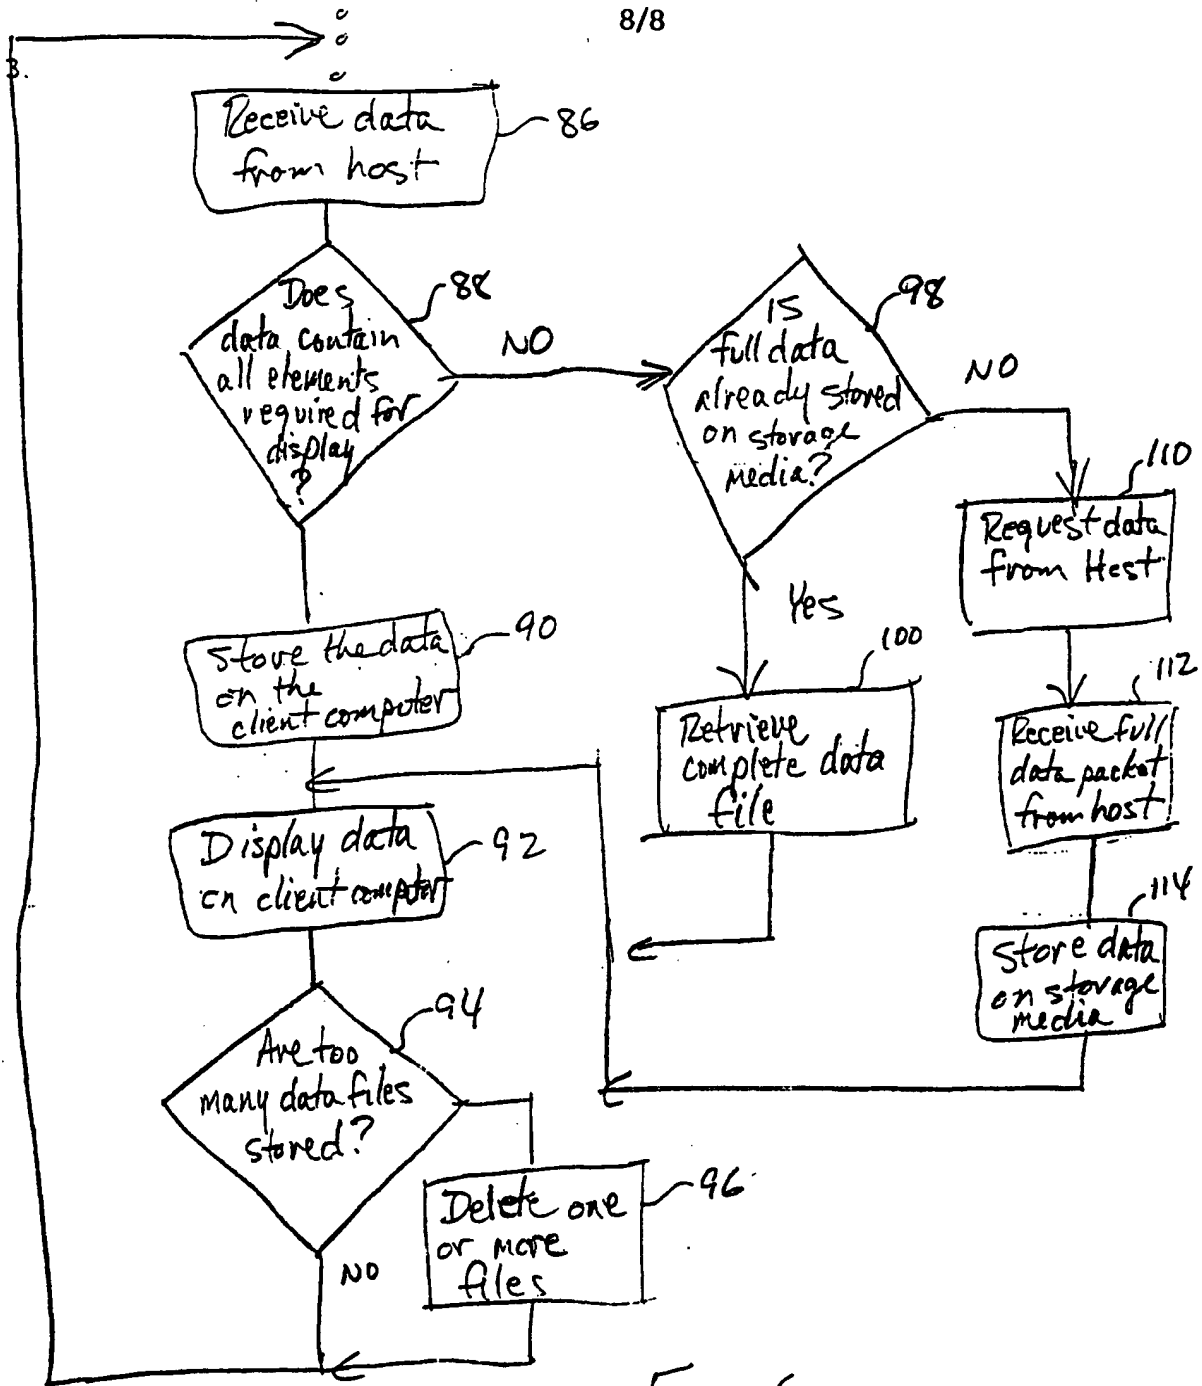 8/8
3.
Receive data
from host
86
Does
data contain
all elements
required for
display
?
88
NO
IS
full data
already stored
on storage
media?
98
NO
Yes
110
Request data
from Host
Store the data
on the
client computer
90
100
Retrieve
complete data
file
112
Receive full
data packet
from host
Display data
on client computer
92
114
Store data
on storage
media
Are too
many data files
stored?
94
NO
Delete one
or more
files
96